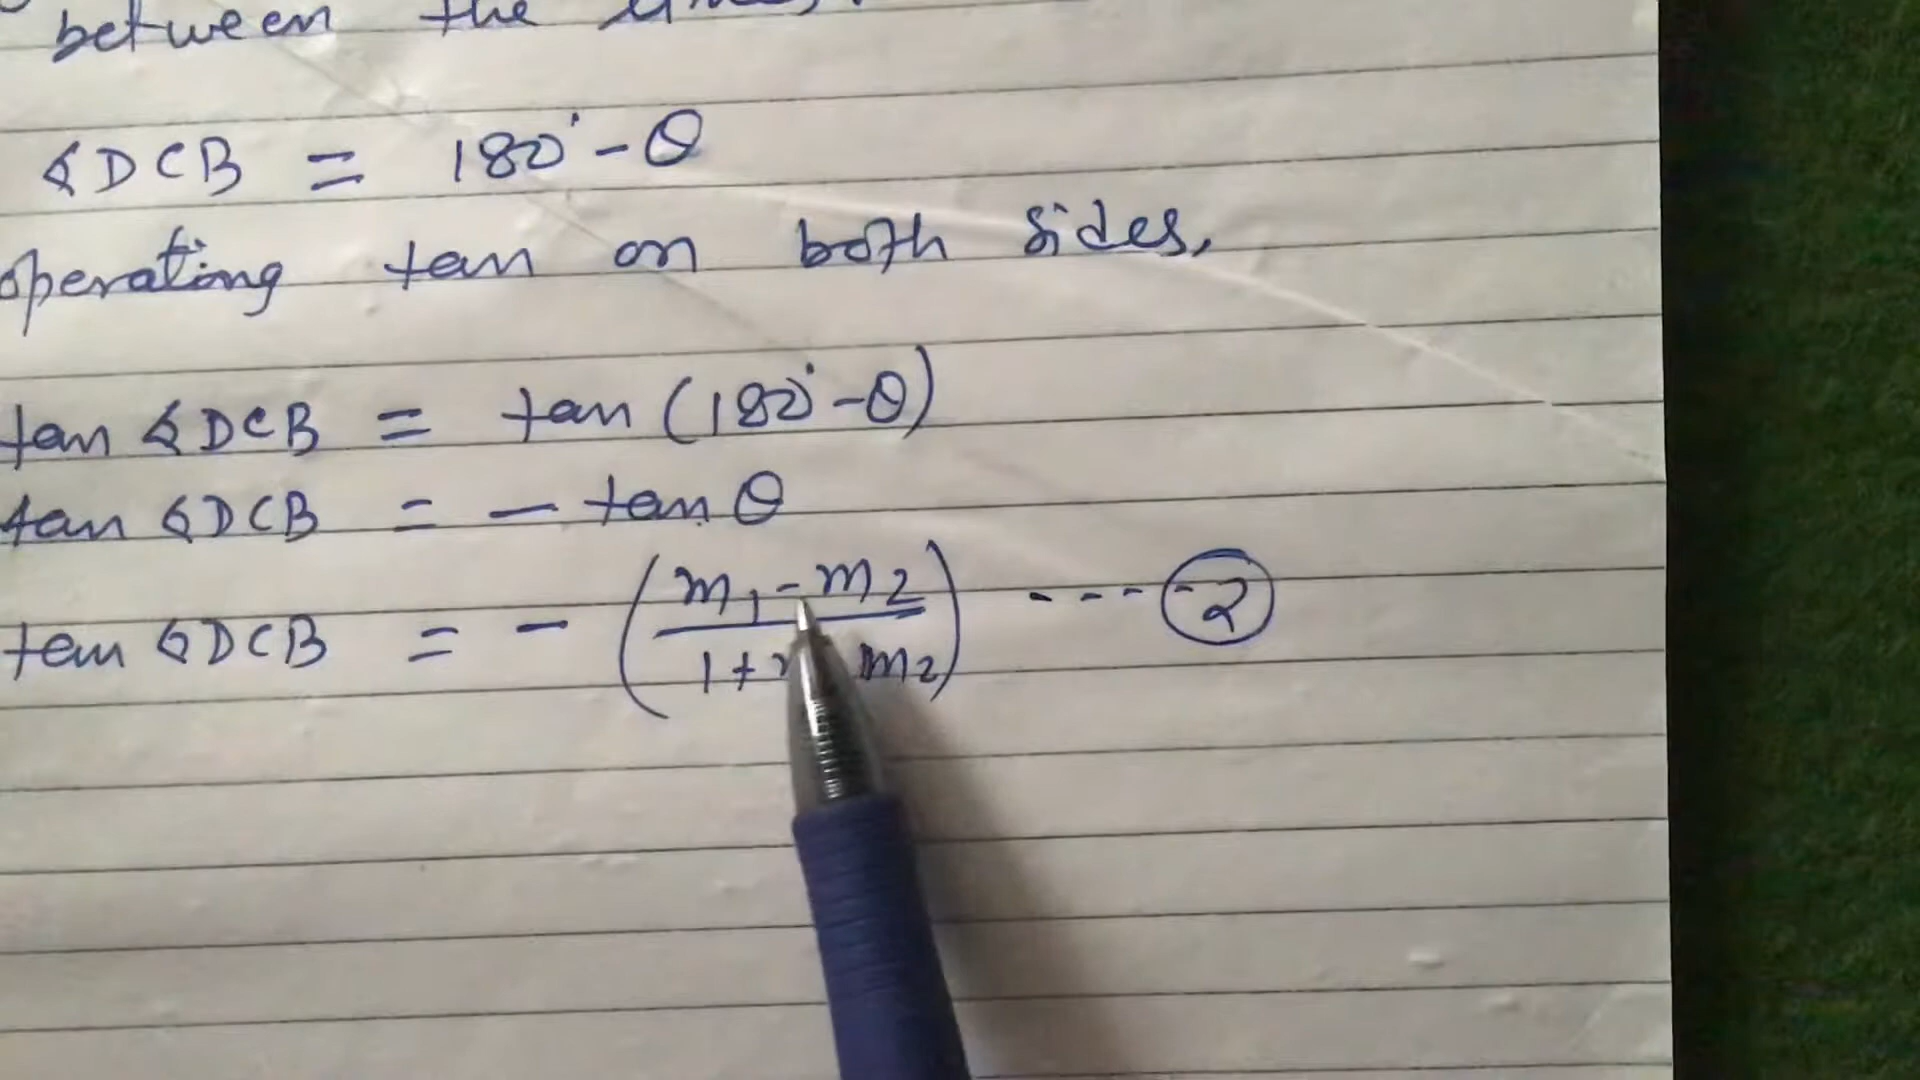 between the lines.
∢DCB = 180° - θ
operating tan on both sides,
tan ∢DCB = tan (180° - θ)
tan ∢DCB = - tan θ
tan ∢DCB = - (m₁ - m₂ / 1 + m₂) ---- ②